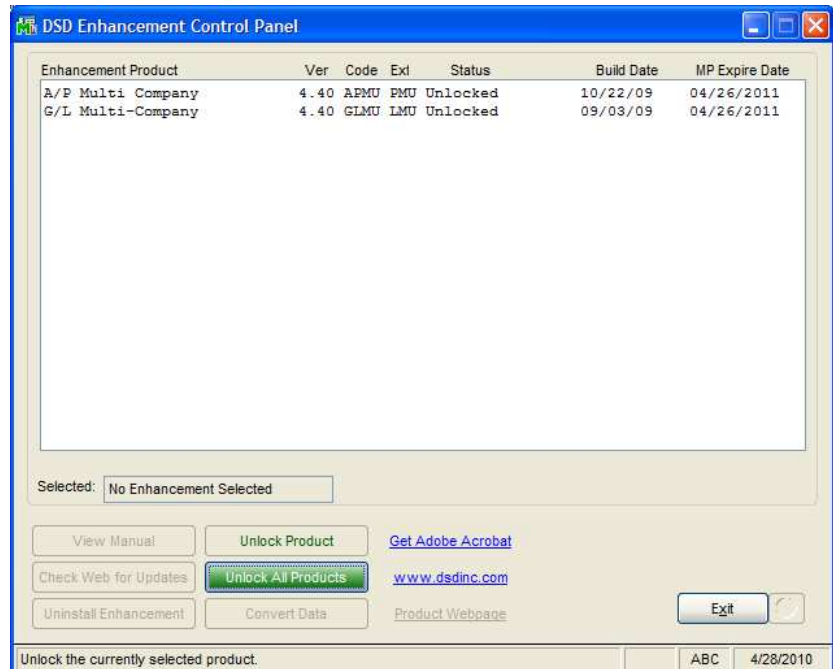 DSD Enhancement Control Panel
Enhancement Product Ver Code Ext Status Build Date MP Expire Date
A/P Multi Company 4.40 APMU PMU Unlocked 10/22/09 04/26/2011
G/L Multi-Company 4.40 GLMU LMU Unlocked 09/03/09 04/26/2011
Selected: No Enhancement Selected
View Manual Unlock Product Get Adobe Acrobat
Check Web for Updates Unlock All Products www.dsdinc.com
Uninstall Enhancement Convert Data Product Webpage Exit
Unlock the currently selected product. ABC 4/28/2010